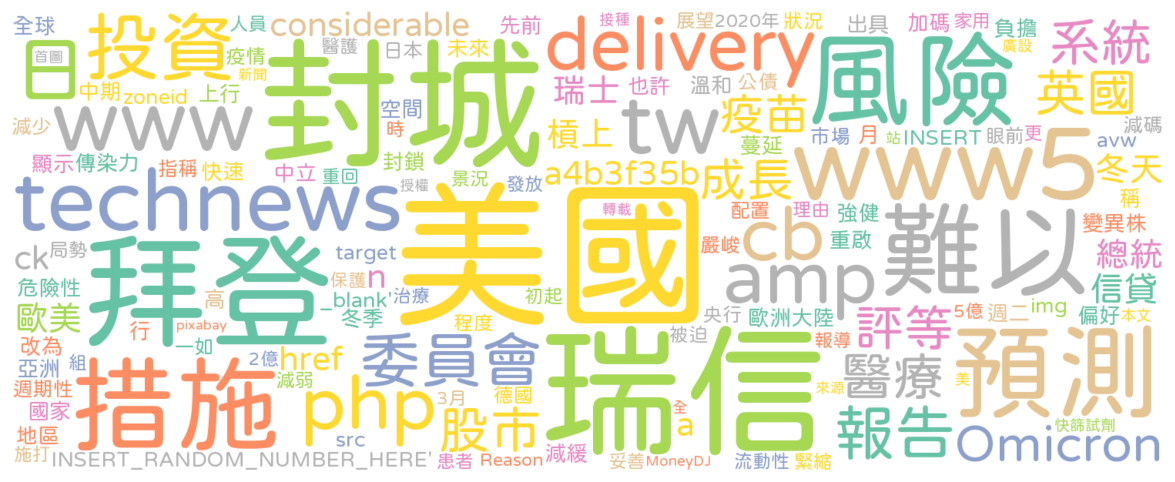 全球
人員
considerable
先前
接種
展望
2020年
狀況
出具
加碼
家用
負擔
系統
日
首圖
投資
疫情
新聞
醫護
日本
未來
封城
delivery
瑞士
也許
溫和
公債
風險
英國
中期
zoneid
上行
空間
減少
www
時
槓上
tw
疫苗
市場
月
站
INSERT
眼前
更
減碼
avw
蔓延
顯示
傳染力
指稱
快速
中立
重回
封鎖
景況
發放
a4b3f35b
成長
www5
冬天
稱
technews
授權
美國
轉載
配置
理由
強健
難以
變異株
cb
重啟
嚴峻
總統
ck
局勢
拜登
target
n
保護
amp
信貸
危險性
高
_blank'
治療
初起
img
歐美
行
pixabay
冬季
程度
央行
歐洲大陸
5億
週二
偏好
本文
改為
一如
被迫
報導
評等
亞洲
組
2億
href
委員會
瑞信
來源
美
預測
週期性
措施
減弱
php
3月
德國
醫療
國家
股市
全
a
報告
快篩試劑
地區
src
Omicron
施打
INSERT_RANDOM_NUMBER_HERE'
患者
Reason
減緩
妥善
MoneyDJ
流動性
緊縮